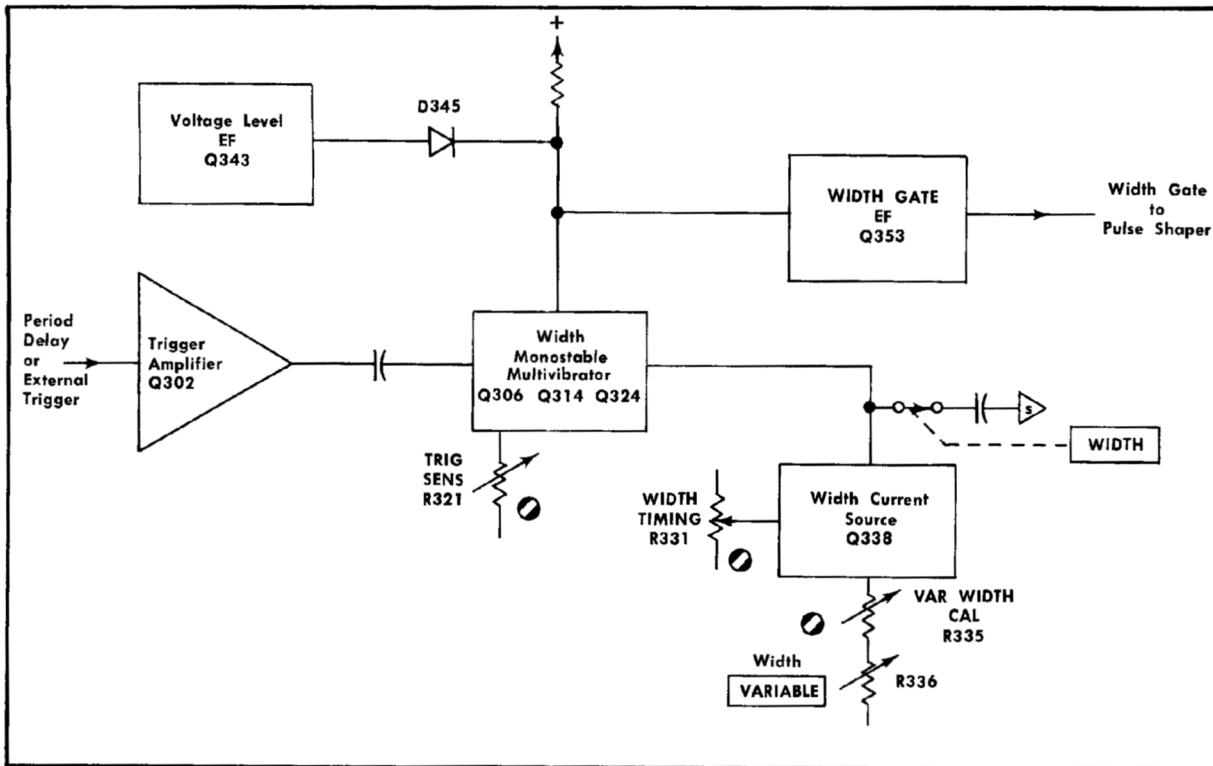 +
D345
Voltage Level
EF
Q343
WIDTH GATE
EF
Q353
Width Gate
to
Pulse Shaper
Period
Delay
or
External
Trigger
Trigger
Amplifier
Q302
Width
Monostable
Multivibrator
Q306 Q314 Q324
TRIG
SENS
R321
S
WIDTH
WIDTH
TIMING
R331
Width Current
Source
Q338
VAR WIDTH
CAL
R335
Width
VARIABLE
R336